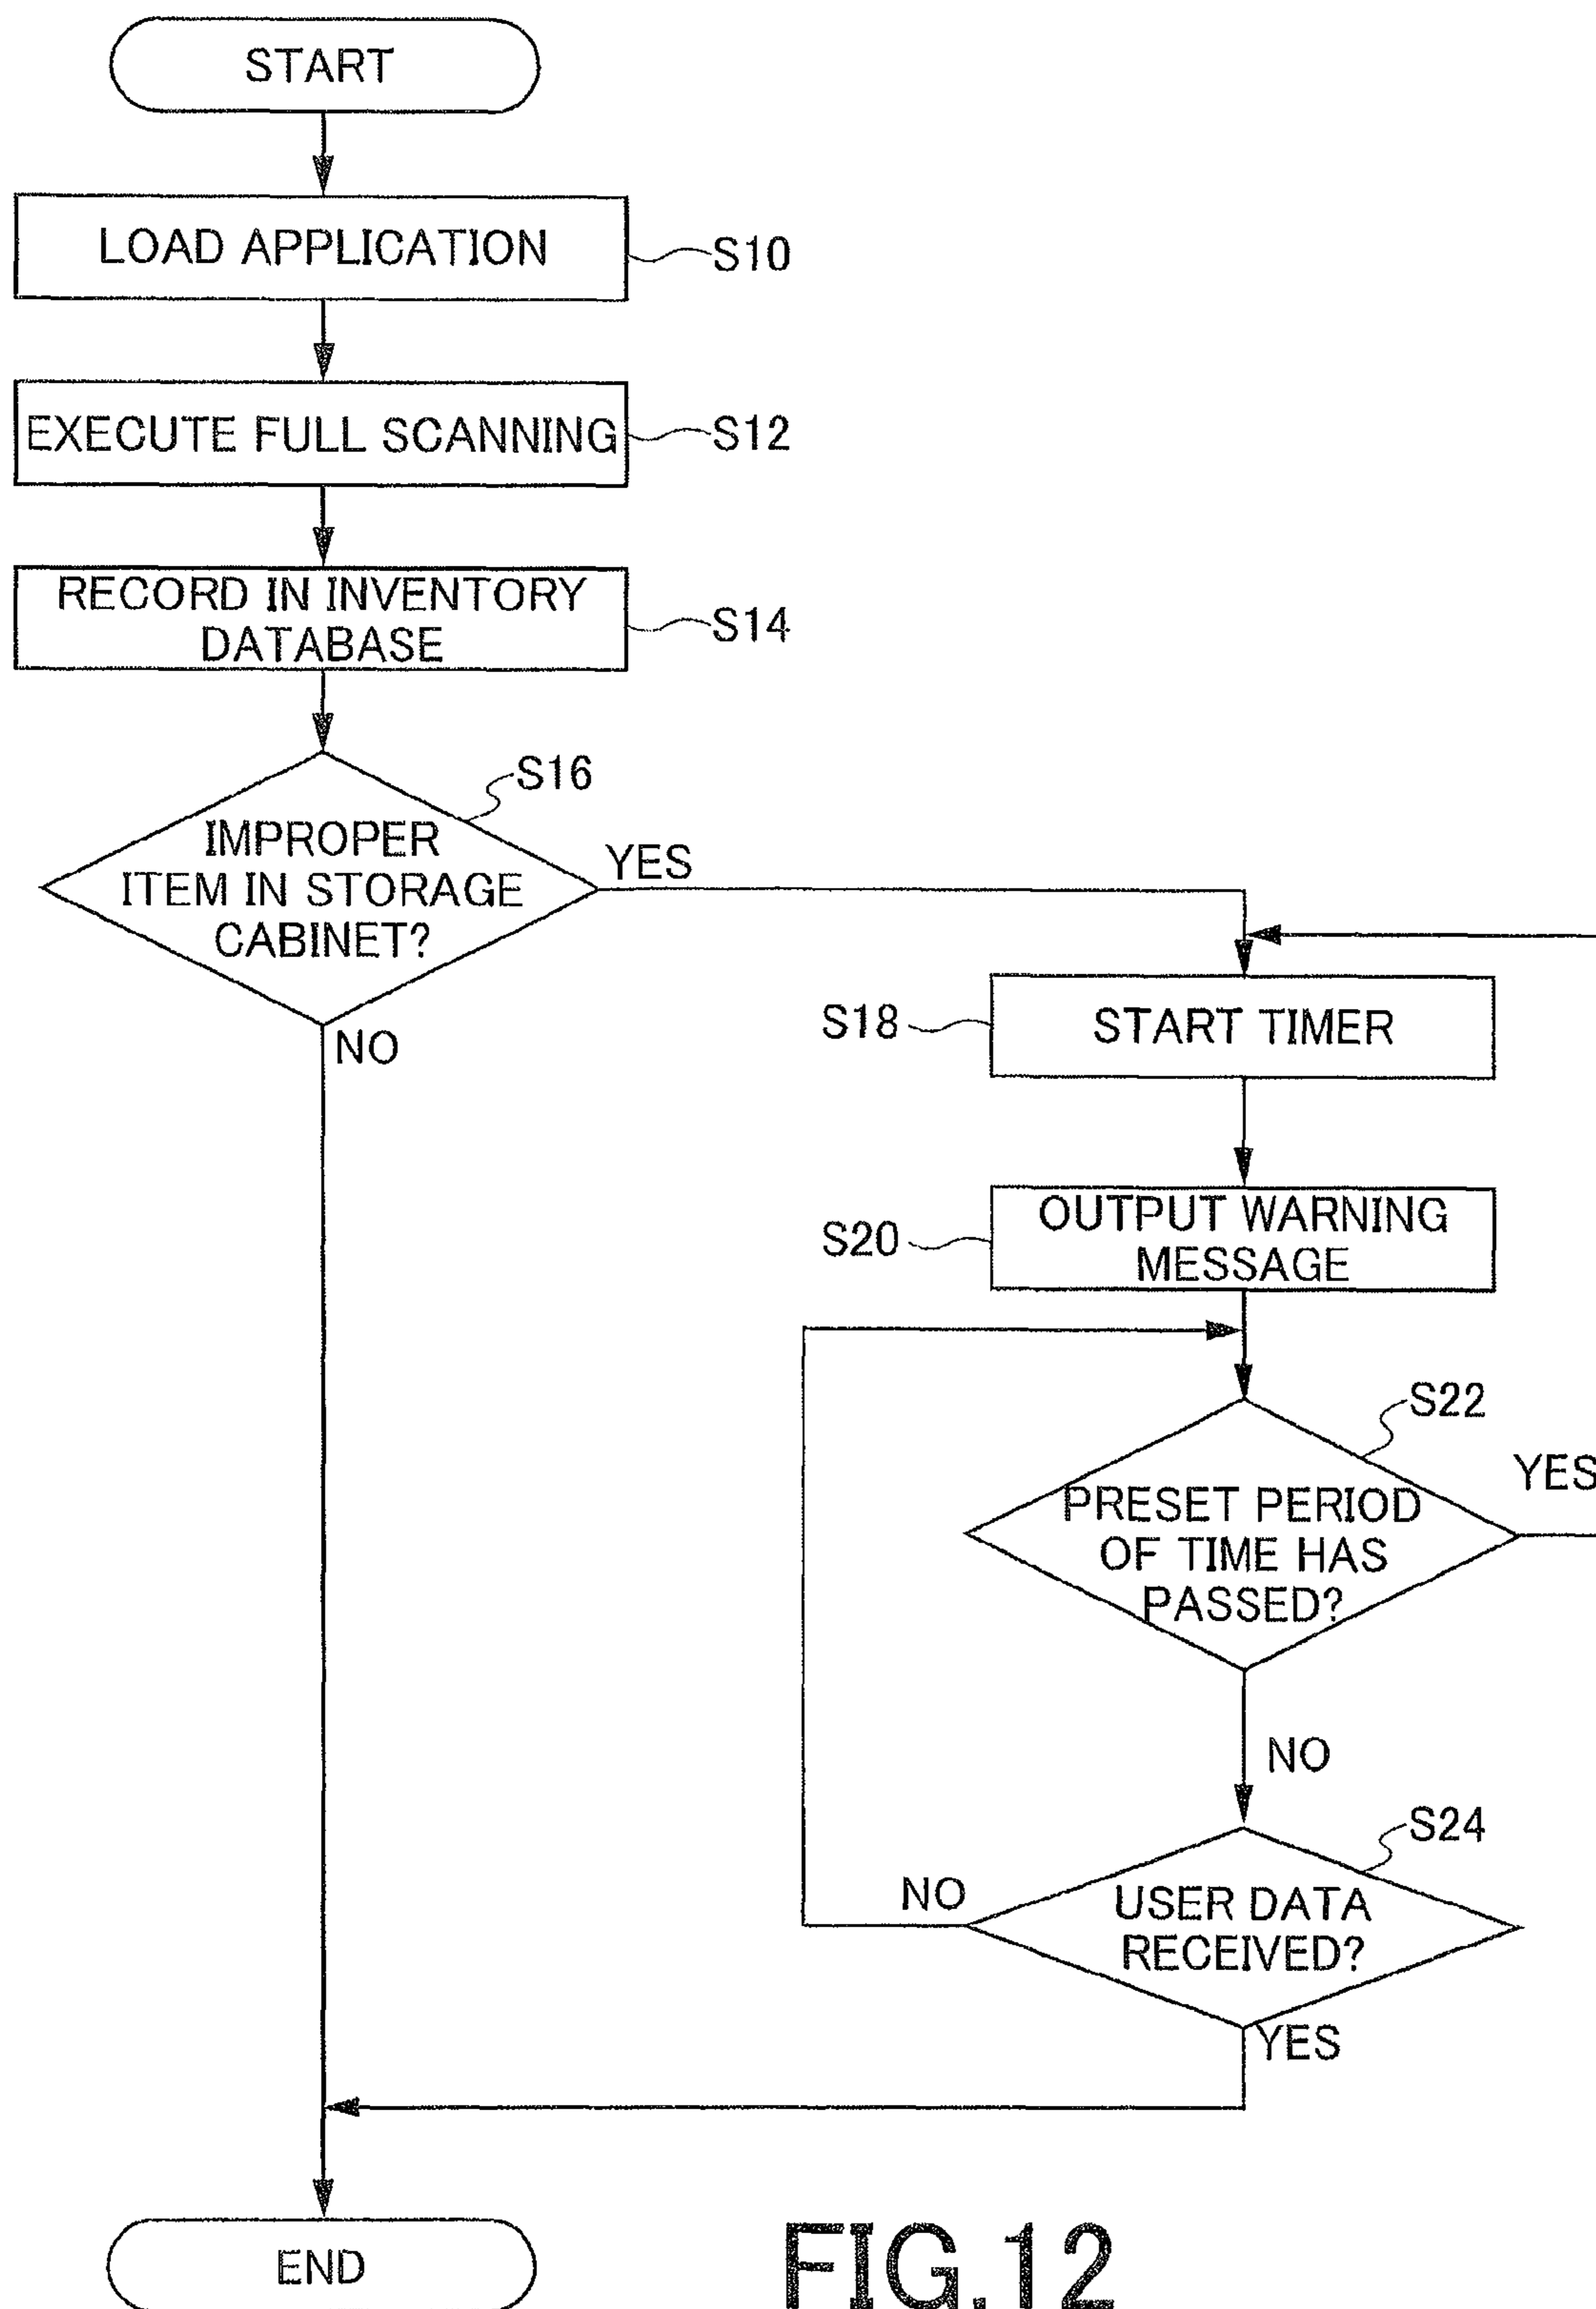 START
LOAD APPLICATION
S10
EXECUTE FULL SCANNING
S12
RECORD IN INVENTORY
DATABASE
S14
S16
IMPROPER
ITEM IN STORAGE
CABINET?
YES
NO
S18
START TIMER
S20
OUTPUT WARNING
MESSAGE
S22
YES
PRESET PERIOD
OF TIME HAS
PASSED?
NO
S24
NO
USER DATA
RECEIVED?
YES
END
FIG.12